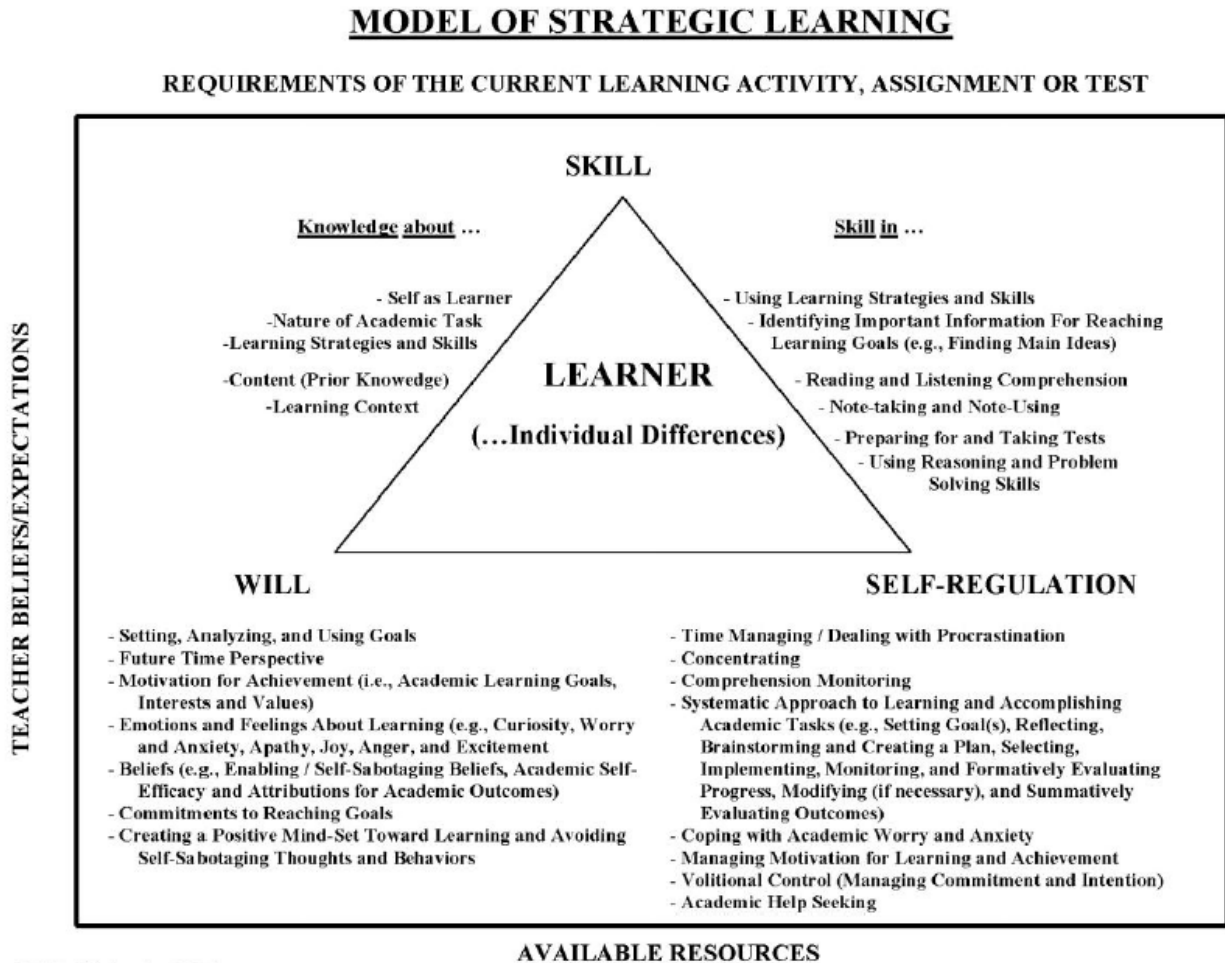 MODEL OF STRATEGIC LEARNING
REQUIREMENTS OF THE CURRENT LEARNING ACTIVITY, ASSIGNMENT OR TEST
TEACHER BELIEFS/EXPECTATIONS
SKILL
Knowledge about ...
- Self as Learner
-Nature of Academic Task
-Learning Strategies and Skills
-Content (Prior Knowedge)
-Learning Context
Skill in ...
- Using Learning Strategies and Skills
- Identifying Important Information For Reaching
Learning Goals (e.g., Finding Main Ideas)
- Reading and Listening Comprehension
- Note-taking and Note-Using
- Preparing for and Taking Tests
- Using Reasoning and Problem
Solving Skills
LEARNER
(...Individual Differences)
WILL
- Setting, Analyzing, and Using Goals
- Future Time Perspective
- Motivation for Achievement (i.e., Academic Learning Goals,
Interests and Values)
- Emotions and Feelings About Learning (e.g., Curiosity, Worry
and Anxiety, Apathy, Joy, Anger, and Excitement
- Beliefs (e.g., Enabling / Self-Sabotaging Beliefs, Academic Self-
Efficacy and Attributions for Academic Outcomes)
- Commitments to Reaching Goals
- Creating a Positive Mind-Set Toward Learning and Avoiding
Self-Sabotaging Thoughts and Behaviors
SELF-REGULATION
- Time Managing / Dealing with Procrastination
- Concentrating
- Comprehension Monitoring
- Systematic Approach to Learning and Accomplishing
Academic Tasks (e.g., Setting Goal(s), Reflecting,
Brainstorming and Creating a Plan, Selecting,
Implementing, Monitoring, and Formatively Evaluating
Progress, Modifying (if necessary), and Summatively
Evaluating Outcomes)
- Coping with Academic Worry and Anxiety
- Managing Motivation for Learning and Achievement
- Volitional Control (Managing Commitment and Intention)
- Academic Help Seeking
AVAILABLE RESOURCES